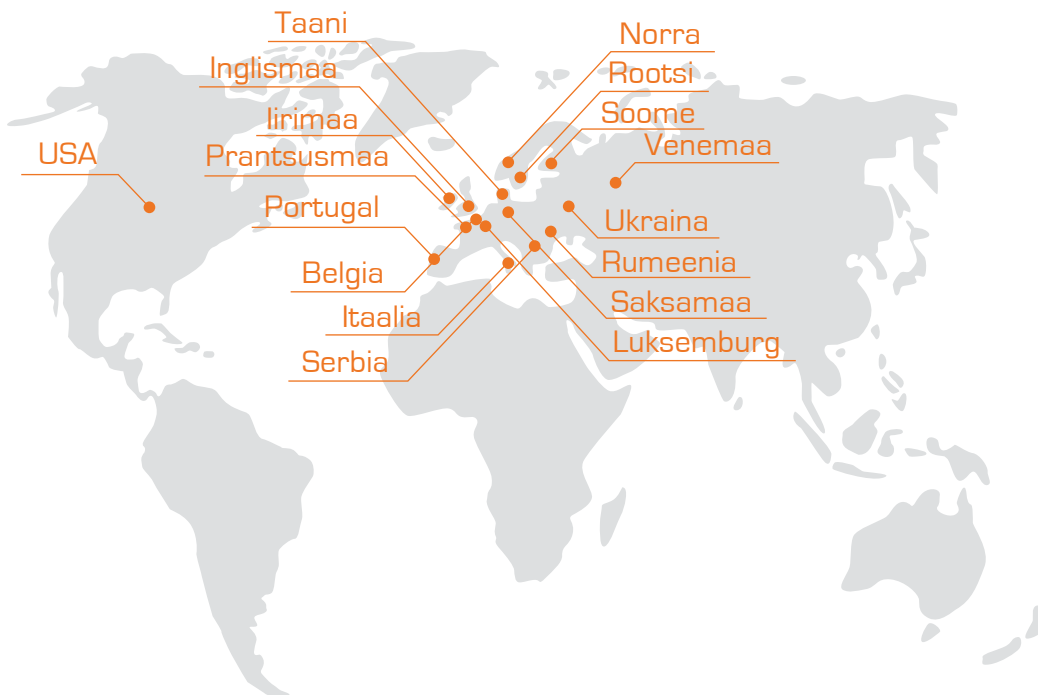 Taani
Inglismaa
Iirimaa
Prantsusmaa
USA
Portugal
Belgia
Itaalia
Serbia
Norra
Rootsi
Soome
Venemaa
Ukraina
Rumeenia
Saksamaa
Luksemburg